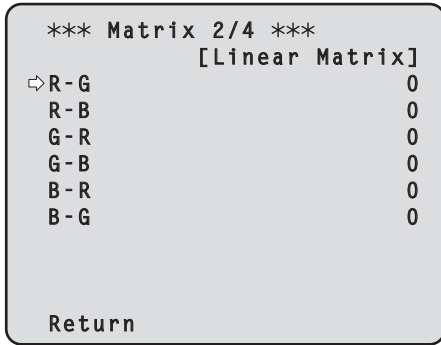 *** Matrix 2/4 ***
[Linear Matrix]
⇨R-G 0
R-B 0
G-R 0
G-B 0
B-R 0
B-G 0
Return